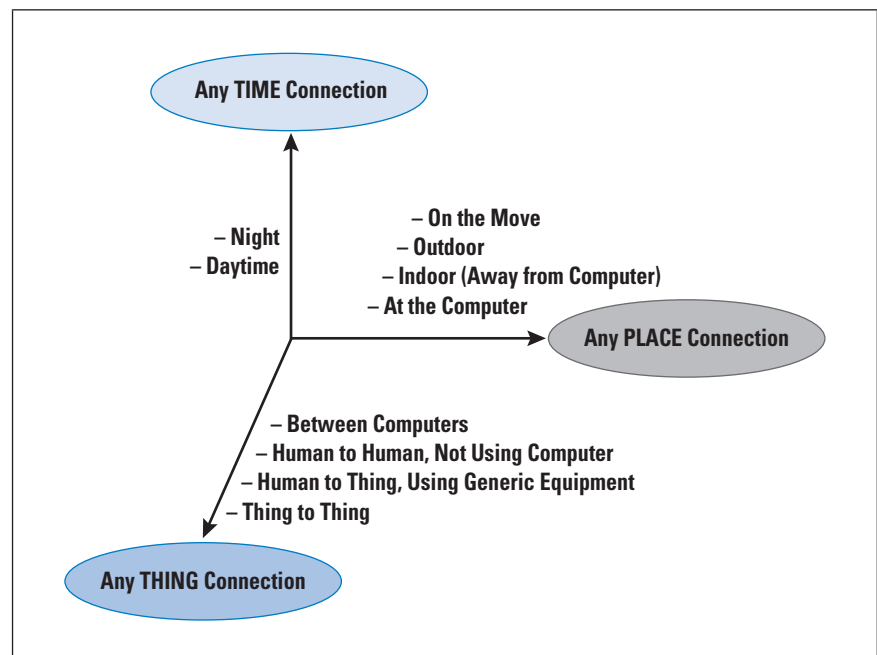 Any TIME Connection
– Night
– Daytime
– On the Move
– Outdoor
– Indoor (Away from Computer)
– At the Computer
Any PLACE Connection
– Between Computers
– Human to Human, Not Using Computer
– Human to Thing, Using Generic Equipment
– Thing to Thing
Any THING Connection